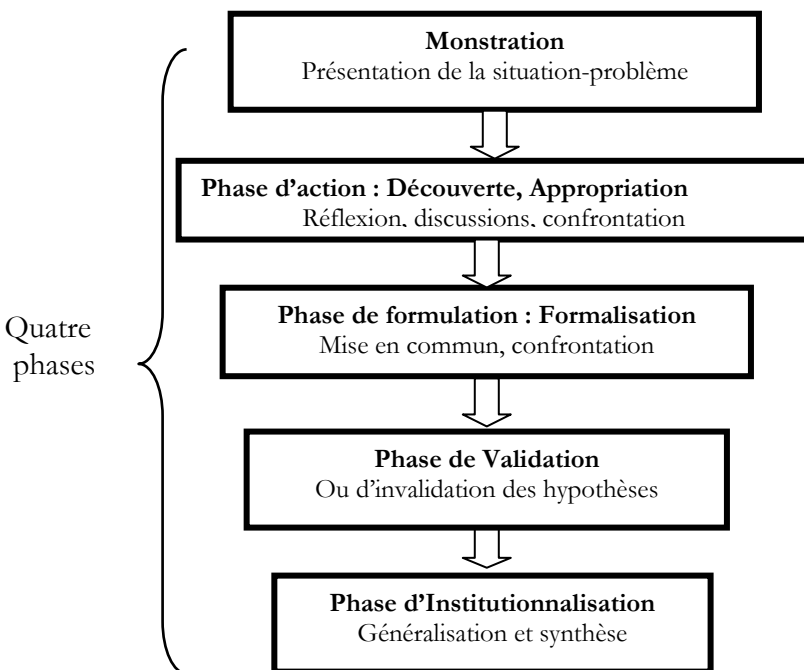 Monstration
Présentation de la situation-problème
Phase d'action : Découverte, Appropriation
Réflexion, discussions, confrontation
Quatre
phases
Phase de formulation : Formalisation
Mise en commun, confrontation
Phase de Validation
Ou d'invalidation des hypothèses
Phase d'Institutionnalisation
Généralisation et synthèse